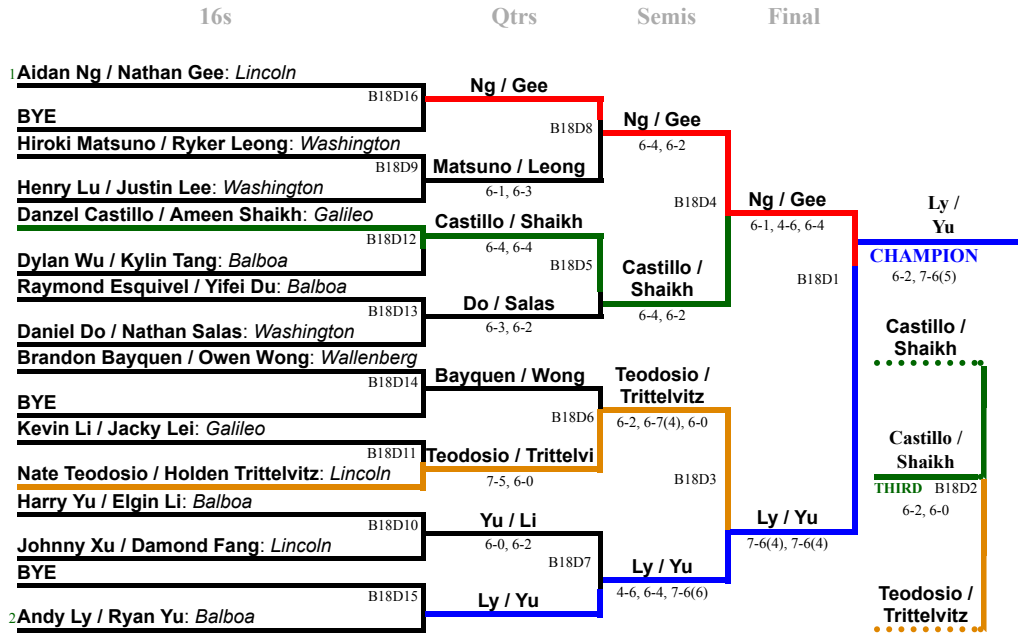 16s
Qtrs
Semis
Final
1 Aidan Ng / Nathan Gee: Lincoln
B18D16
BYE
Hiroki Matsuno / Ryker Leong: Washington
B18D9
Henry Lu / Justin Lee: Washington
Danzel Castillo / Ameen Shaikh: Galileo
B18D12
Dylan Wu / Kylin Tang: Balboa
Raymond Esquivel / Yifei Du: Balboa
B18D13
Daniel Do / Nathan Salas: Washington
Brandon Bayquen / Owen Wong: Wallenberg
B18D14
BYE
Kevin Li / Jacky Lei: Galileo
B18D11
Nate Teodosio / Holden Trittelvitz: Lincoln
Harry Yu / Elgin Li: Balboa
B18D10
Johnny Xu / Damond Fang: Lincoln
BYE
B18D15
2 Andy Ly / Ryan Yu: Balboa
Ng / Gee
B18D8
Matsuno / Leong
6-1, 6-3
Castillo / Shaikh
6-4, 6-4
B18D5
Do / Salas
6-3, 6-2
Bayquen / Wong
B18D6
Teodosio / Trittelvi
7-5, 6-0
Yu / Li
6-0, 6-2
B18D7
Ly / Yu
Ng / Gee
6-4, 6-2
B18D4
Castillo /
Shaikh
6-4, 6-2
Teodosio /
Trittelvitz
6-2, 6-7(4), 6-0
B18D3
Ly / Yu
4-6, 6-4, 7-6(6)
Ng / Gee
6-1, 4-6, 6-4
B18D1
Ly / Yu
7-6(4), 7-6(4)
Ly /
Yu
CHAMPION
6-2, 7-6(5)
Castillo /
Shaikh
Castillo /
Shaikh
THIRD B18D2
6-2, 6-0
Teodosio /
Trittelvitz